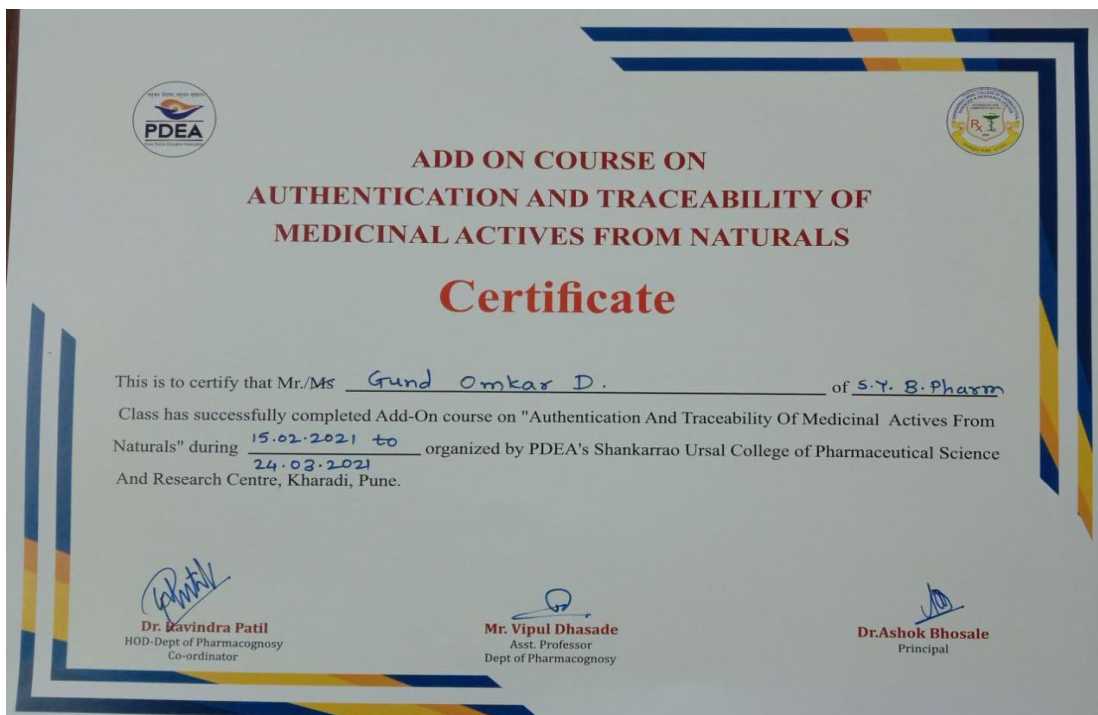 PDEA
Rx
ADD ON COURSE ON
AUTHENTICATION AND TRACEABILITY OF
MEDICINAL ACTIVES FROM NATURALS
Certificate
This is to certify that Mr./Ms Gund Omkar D. of S.Y. B.Pharm
Class has successfully completed Add-On course on "Authentication And Traceability Of Medicinal Actives From
Naturals" during 15.02.2021 to
24.03.2021 organized by PDEA's Shankarrao Ursal College of Pharmaceutical Science
And Research Centre, Kharadi, Pune.
Dr. Ravindra Patil
HOD-Dept of Pharmacognosy
Co-ordinator
Mr. Vipul Dhasade
Asst. Professor
Dept of Pharmacognosy
Dr.Ashok Bhosale
Principal